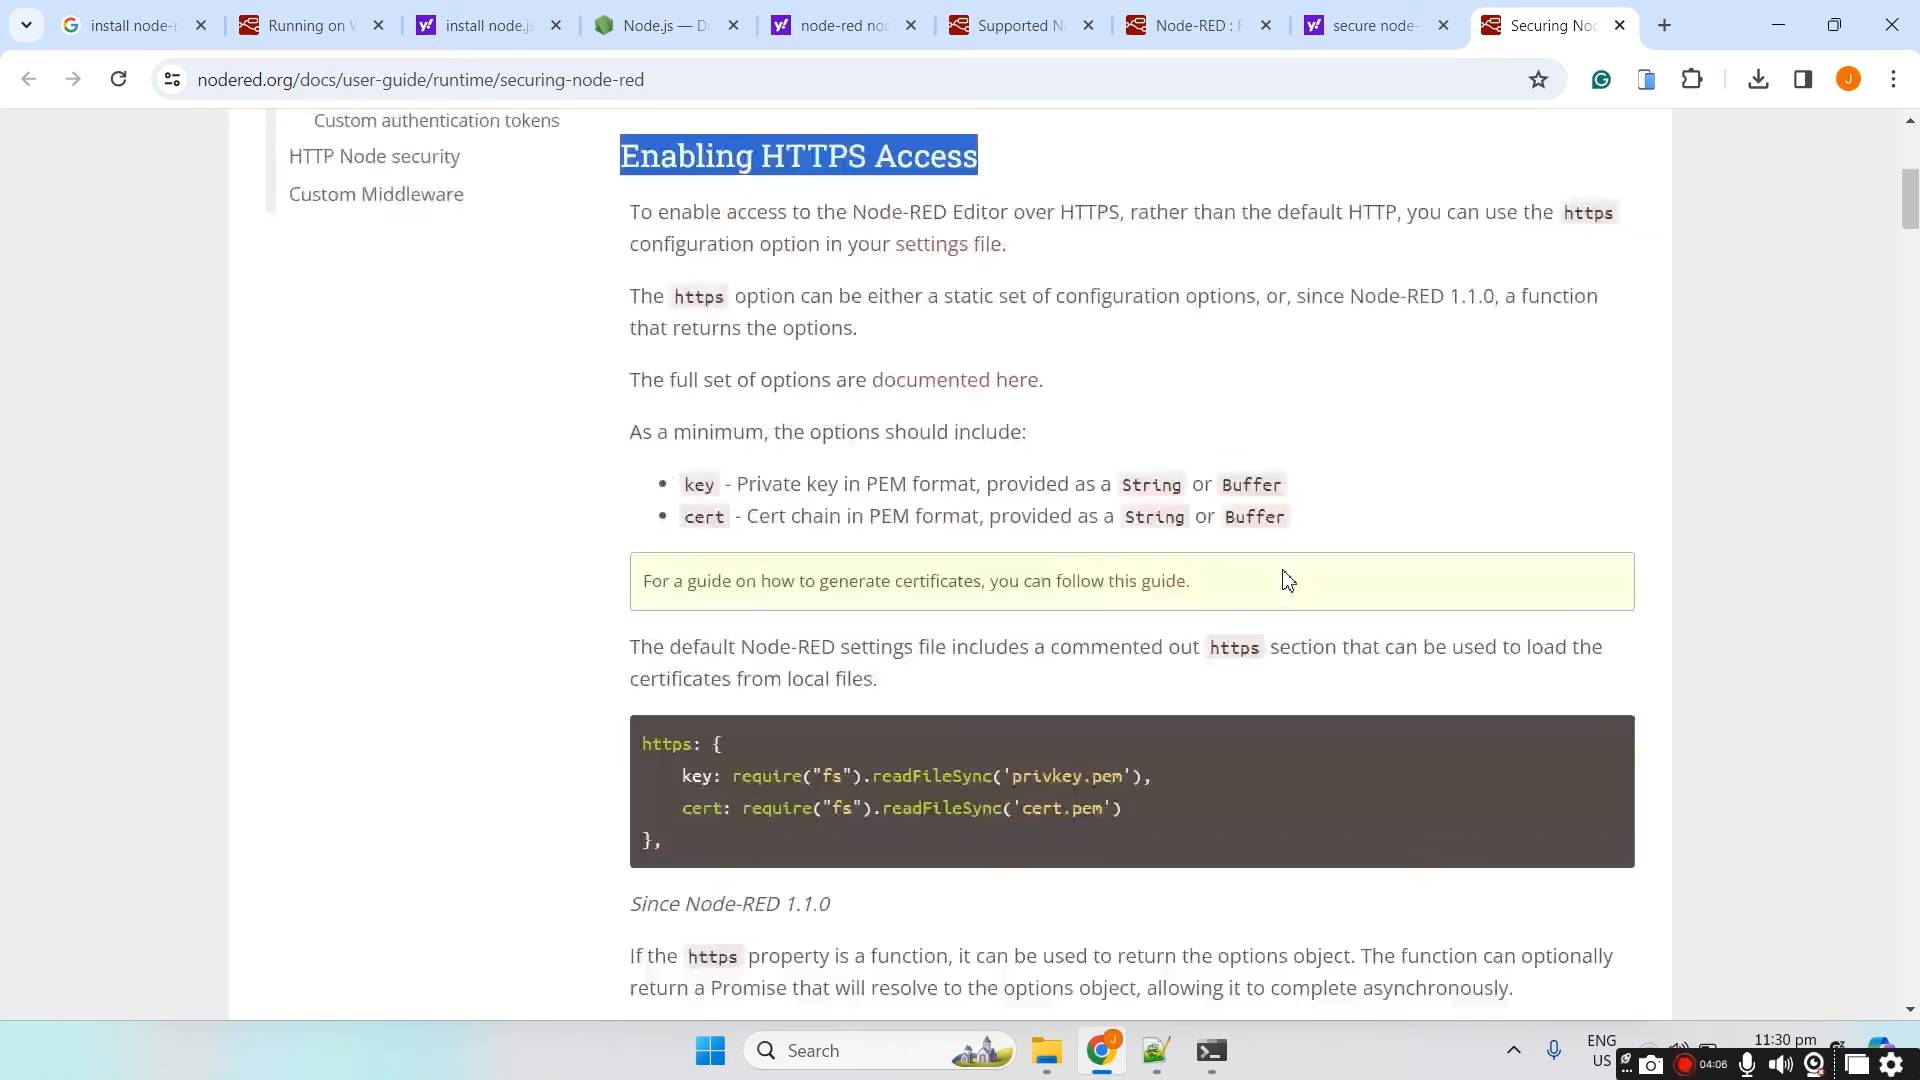 install node-r
Running on W
install node.js
Node.js — Do
node-red nod
Supported No
Node-RED : F
secure node-
Securing Nod
nodered.org/docs/user-guide/runtime/securing-node-red
J
Custom authentication tokens
HTTP Node security
Custom Middleware
Enabling HTTPS Access
To enable access to the Node-RED Editor over HTTPS, rather than the default HTTP, you can use the https
configuration option in your settings file.
The https option can be either a static set of configuration options, or, since Node-RED 1.1.0, a function
that returns the options.
The full set of options are documented here.
As a minimum, the options should include:
• key - Private key in PEM format, provided as a String or Buffer
• cert - Cert chain in PEM format, provided as a String or Buffer
For a guide on how to generate certificates, you can follow this guide.
The default Node-RED settings file includes a commented out https section that can be used to load the
certificates from local files.
https: {
key: require("fs").readFileSync('privkey.pem'),
cert: require("fs").readFileSync('cert.pem')
},
Since Node-RED 1.1.0
If the https property is a function, it can be used to return the options object. The function can optionally
return a Promise that will resolve to the options object, allowing it to complete asynchronously.
Search
ENG
US
11:30 pm
04:06